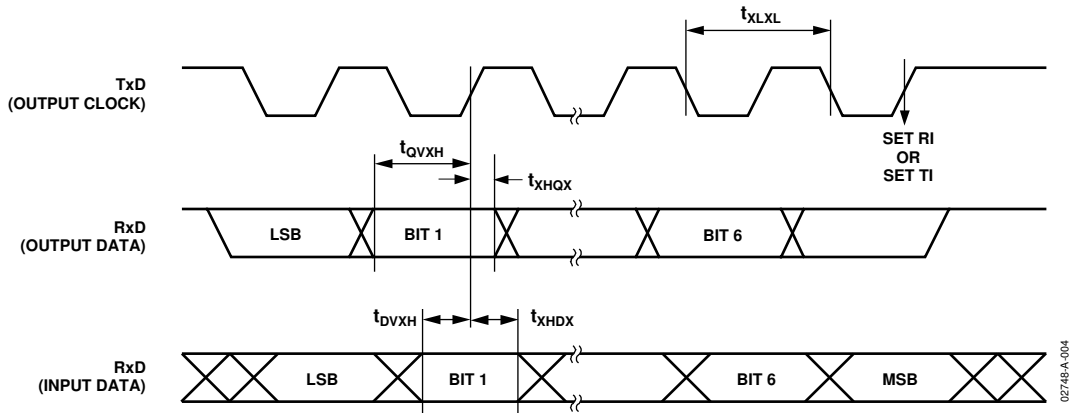 tXLXL
TxD
(OUTPUT CLOCK)
SET RI
OR
SET TI
tQVXH
tXHQX
RxD
(OUTPUT DATA)
LSB
BIT 1
BIT 6
tDVXH
tXHDX
RxD
(INPUT DATA)
LSB
BIT 1
BIT 6
MSB
02748-A-004